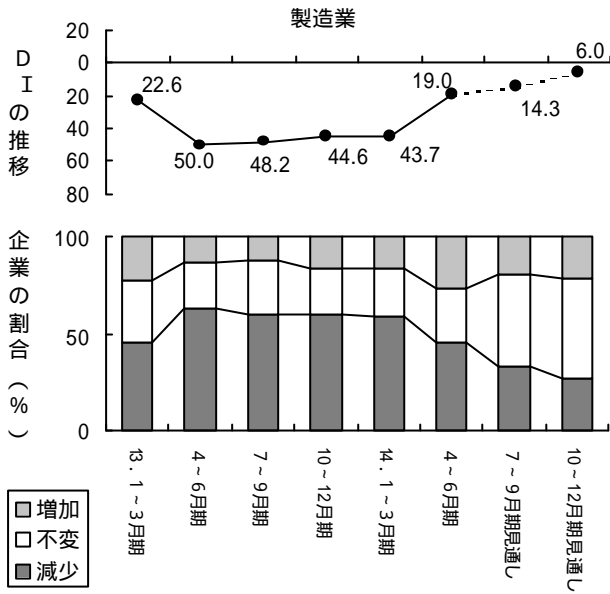 製造業
DIの推移
20
0
20
40
60
80
22.6
50.0
48.2
44.6
43.7
19.0
14.3
6.0
企業の割合（%）
100
50
0
13．1～3月期
4～6月期
7～9月期
10～12月期
14．1～3月期
4～6月期
7～9月期見通し
10～12月期見通し
増加
不変
減少